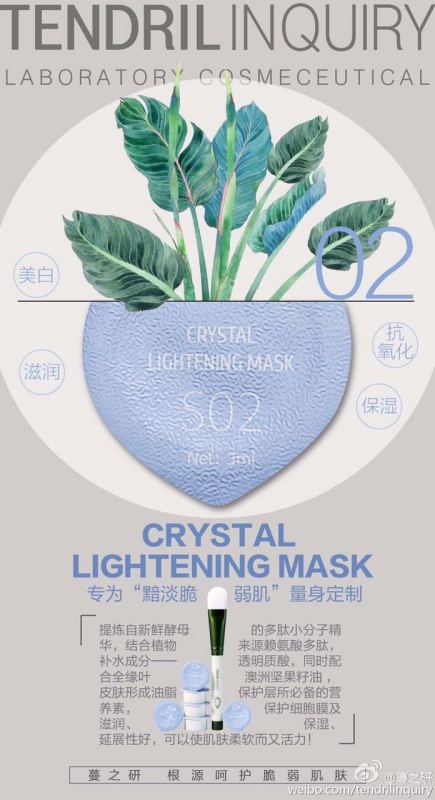 TENDRIL INQUIRY
LABORATORY COSMECEUTICAL
02
美白
抗
氧化
滋润
保湿
CRYSTAL
LIGHTENING MASK
S02
Net: 3ml
CRYSTAL
LIGHTENING MASK
专为“黯淡脆 弱肌”量身定制
提炼自新鲜酵母 的多肽小分子精
华，结合植物 来源赖氨酸多肽，
补水成分—— 透明质酸，同时配
合全缘叶 澳洲坚果籽油，
皮肤形成油脂 保护层所必备的营
养素， 保护细胞膜及
滋润、 保湿、
延展性好，可以使肌肤柔软而又活力！
蔓之研 根源呵护脆弱肌肤
@蔓之研
weibo.com/tendrilinquiry